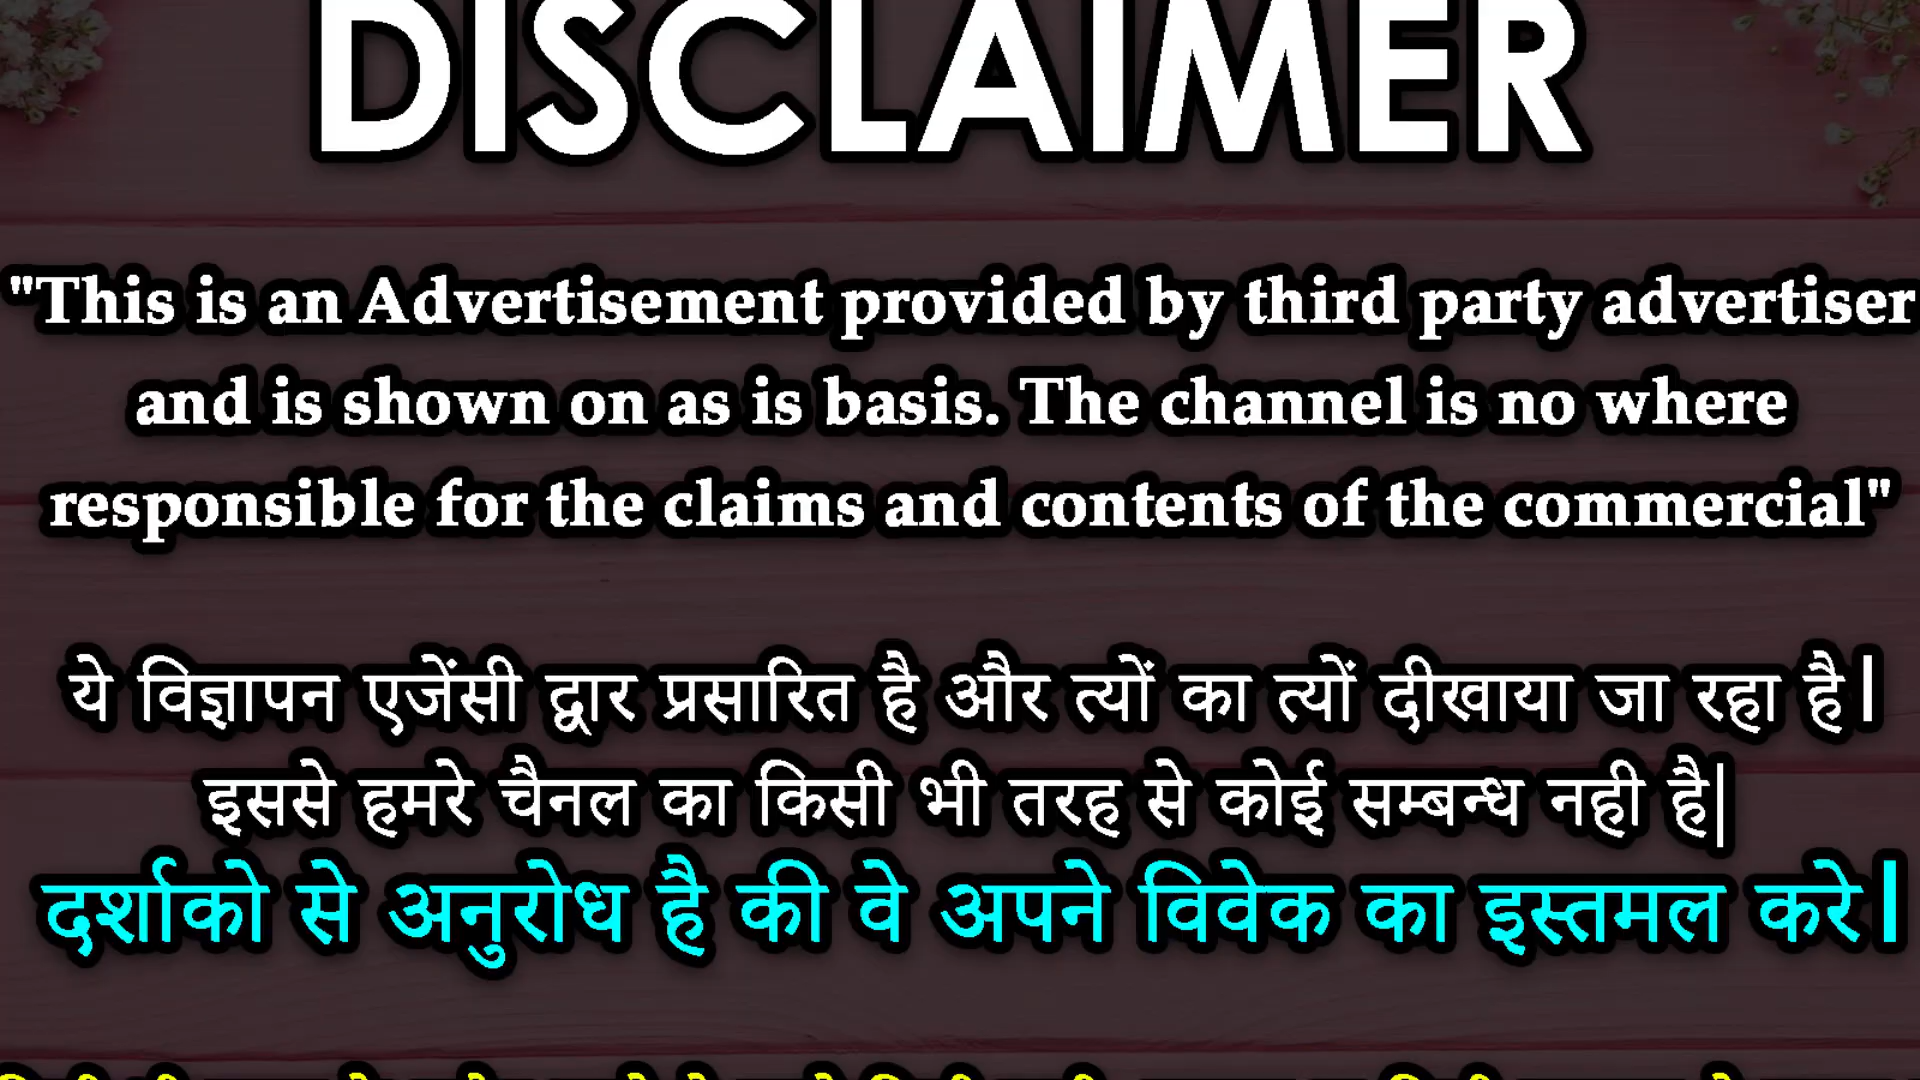 DISCLAIMER
"This is an Advertisement provided by third party advertiser
and is shown on as is basis. The channel is no where
responsible for the claims and contents of the commercial"
ये विज्ञापन एजेंसी द्वार प्रसारित है और त्यों का त्यों दीखाया जा रहा है।
इससे हमरे चैनल का किसी भी तरह से कोई सम्बन्ध नही है|
दर्शाको से अनुरोध है की वे अपने विवेक का इस्तमल करे।